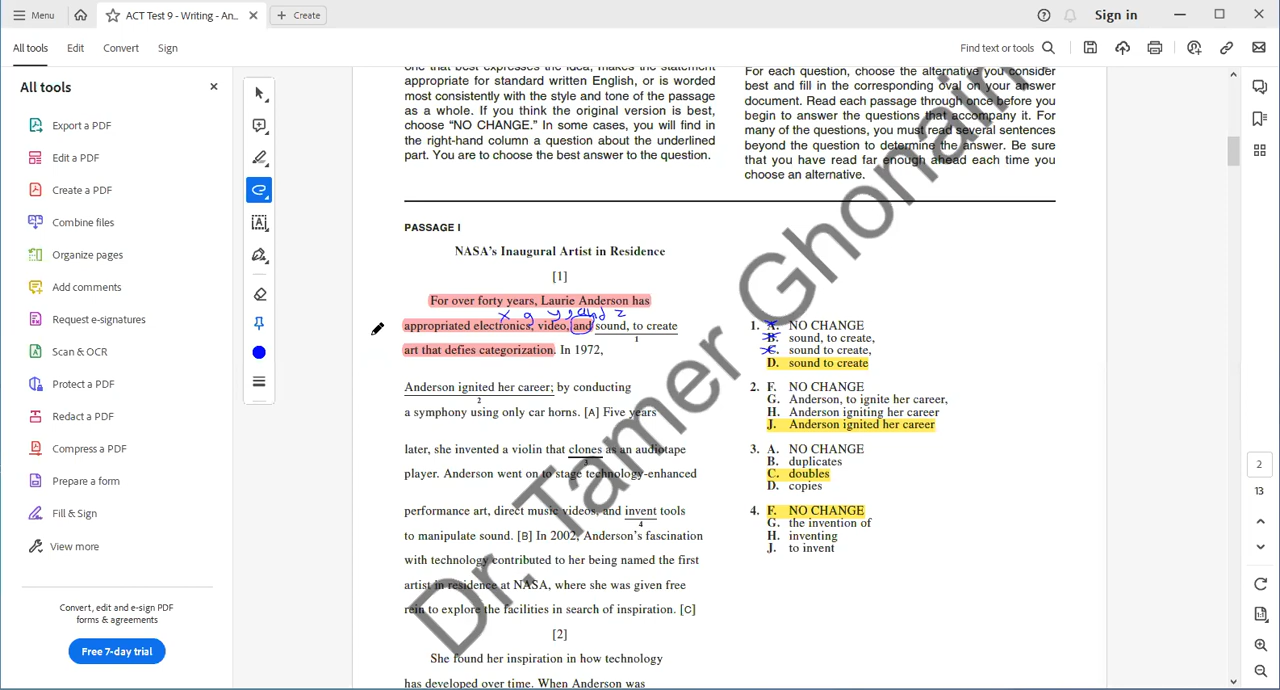 Menu
ACT Test 9 - Writing - An...
Create
Sign in
All tools
Edit
Convert
Sign
Find text or tools
All tools
Export a PDF
Edit a PDF
Create a PDF
Combine files
Organize pages
Add comments
Request e-signatures
Scan & OCR
Protect a PDF
Redact a PDF
Compress a PDF
Prepare a form
Fill & Sign
View more
Convert, edit and e-sign PDF
forms & agreements
Free 7-day trial
one that best expresses the idea, makes the statement
appropriate for standard written English, or is worded
most consistently with the style and tone of the passage
as a whole. If you think the original version is best,
choose “NO CHANGE.” In some cases, you will find in
the right-hand column a question about the underlined
part. You are to choose the best answer to the question.
For each question, choose the alternative you consider
best and fill in the corresponding oval on your answer
document. Read each passage through once before you
begin to answer the questions that accompany it. For
many of the questions, you must read several sentences
beyond the question to determine the answer. Be sure
that you have read far enough ahead each time you
choose an alternative.
PASSAGE I
NASA’s Inaugural Artist in Residence
[1]
For over forty years, Laurie Anderson has
x y and z
appropriated electronics, video, and sound, to create
1
art that defies categorization. In 1972,
Anderson ignited her career; by conducting
2
a symphony using only car horns. [A] Five years
later, she invented a violin that clones as an audiotape
3
player. Anderson went on to stage technology-enhanced
performance art, direct music videos, and invent tools
4
to manipulate sound. [B] In 2002, Anderson’s fascination
with technology contributed to her being named the first
artist in residence at NASA, where she was given free
rein to explore the facilities in search of inspiration. [C]
[2]
She found her inspiration in how technology
has developed over time. When Anderson was
1. A. NO CHANGE
B. sound, to create,
C. sound to create,
D. sound to create
2. F. NO CHANGE
G. Anderson, to ignite her career,
H. Anderson igniting her career
J. Anderson ignited her career
3. A. NO CHANGE
B. duplicates
C. doubles
D. copies
4. F. NO CHANGE
G. the invention of
H. inventing
J. to invent
Dr. Tamer Ghonaim
2
13